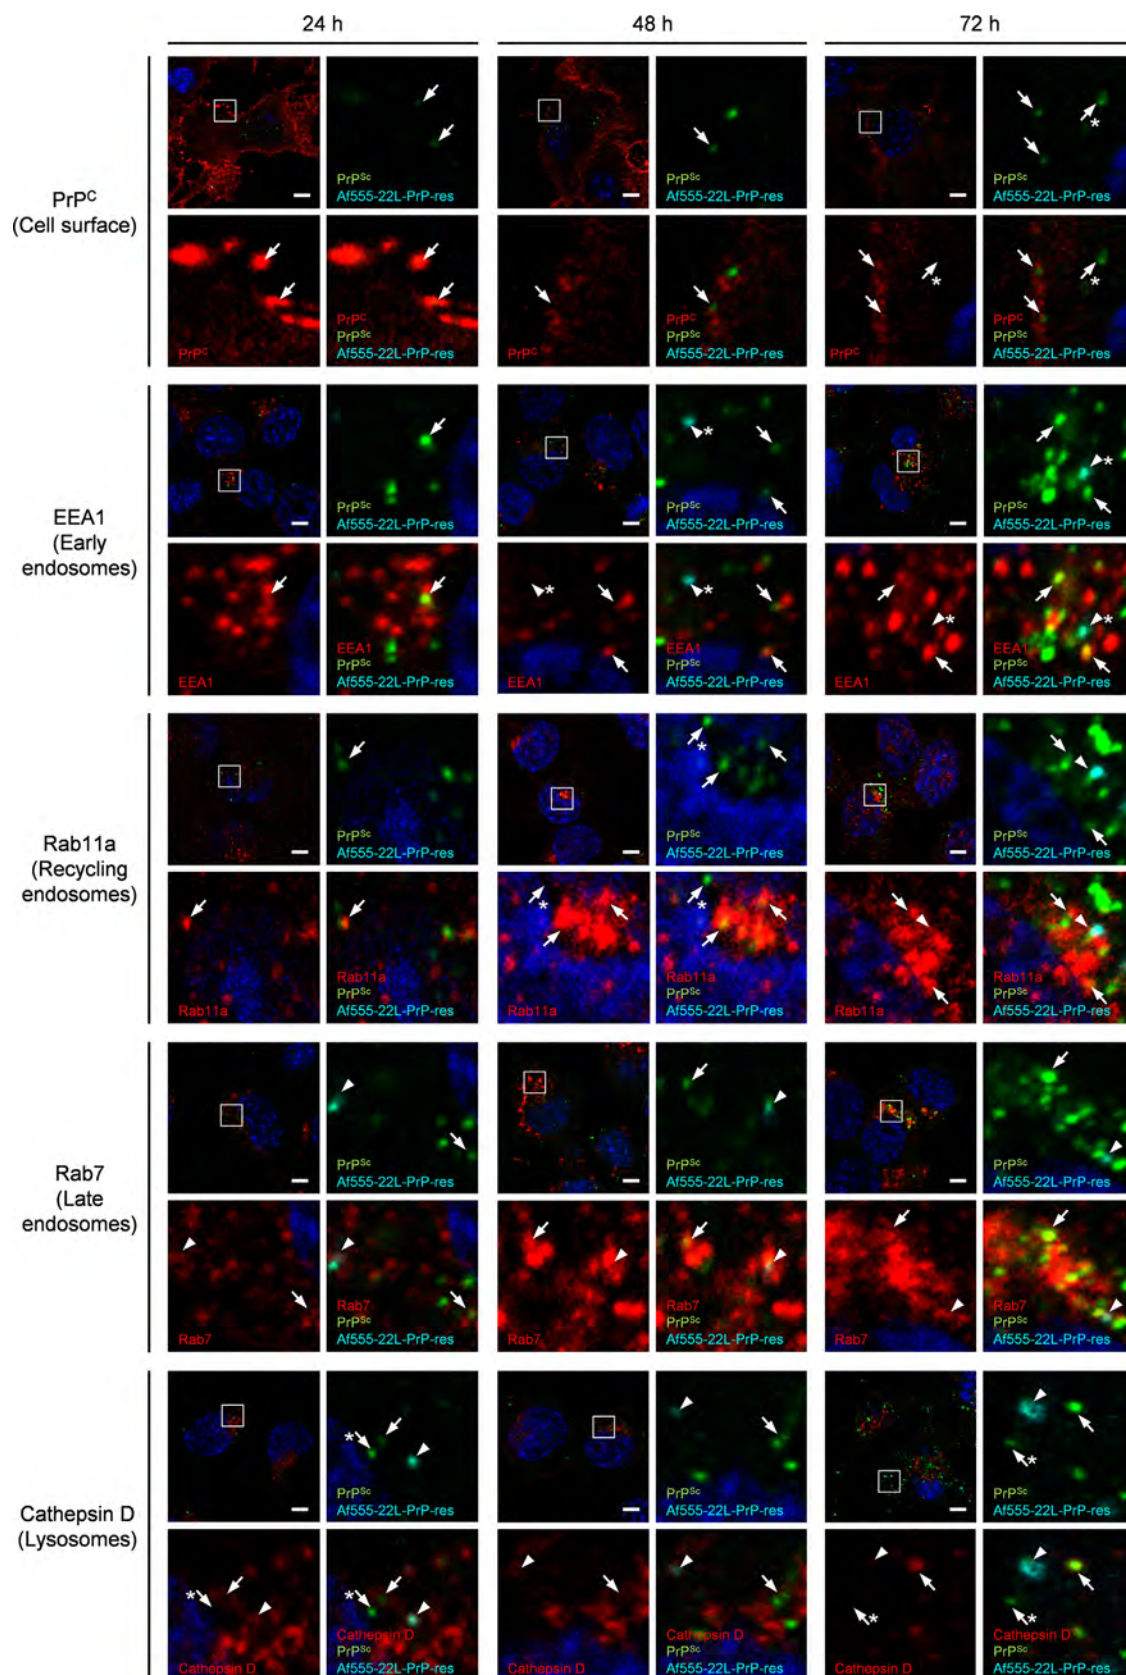 24 h
48 h
72 h
PrPᶜ
(Cell surface)
PrPˢᶜ
Af555-22L-PrP-res
PrPˢᶜ
Af555-22L-PrP-res
PrPˢᶜ
Af555-22L-PrP-res
PrPᶜ
PrPᶜ
PrPˢᶜ
Af555-22L-PrP-res
PrPᶜ
PrPᶜ
PrPˢᶜ
Af555-22L-PrP-res
PrPᶜ
PrPᶜ
PrPˢᶜ
Af555-22L-PrP-res
EEA1
(Early
endosomes)
PrPˢᶜ
Af555-22L-PrP-res
PrPˢᶜ
Af555-22L-PrP-res
PrPˢᶜ
Af555-22L-PrP-res
EEA1
EEA1
PrPˢᶜ
Af555-22L-PrP-res
EEA1
EEA1
PrPˢᶜ
Af555-22L-PrP-res
EEA1
EEA1
PrPˢᶜ
Af555-22L-PrP-res
Rab11a
(Recycling
endosomes)
PrPˢᶜ
Af555-22L-PrP-res
PrPˢᶜ
Af555-22L-PrP-res
PrPˢᶜ
Af555-22L-PrP-res
Rab11a
Rab11a
PrPˢᶜ
Af555-22L-PrP-res
Rab11a
Rab11a
PrPˢᶜ
Af555-22L-PrP-res
Rab11a
Rab11a
PrPˢᶜ
Af555-22L-PrP-res
Rab7
(Late
endosomes)
PrPˢᶜ
Af555-22L-PrP-res
PrPˢᶜ
Af555-22L-PrP-res
PrPˢᶜ
Af555-22L-PrP-res
Rab7
Rab7
PrPˢᶜ
Af555-22L-PrP-res
Rab7
Rab7
PrPˢᶜ
Af555-22L-PrP-res
Rab7
Rab7
PrPˢᶜ
Af555-22L-PrP-res
Cathepsin D
(Lysosomes)
PrPˢᶜ
Af555-22L-PrP-res
PrPˢᶜ
Af555-22L-PrP-res
PrPˢᶜ
Af555-22L-PrP-res
Cathepsin D
Cathepsin D
PrPˢᶜ
Af555-22L-PrP-res
Cathepsin D
Cathepsin D
PrPˢᶜ
Af555-22L-PrP-res
Cathepsin D
Cathepsin D
PrPˢᶜ
Af555-22L-PrP-res